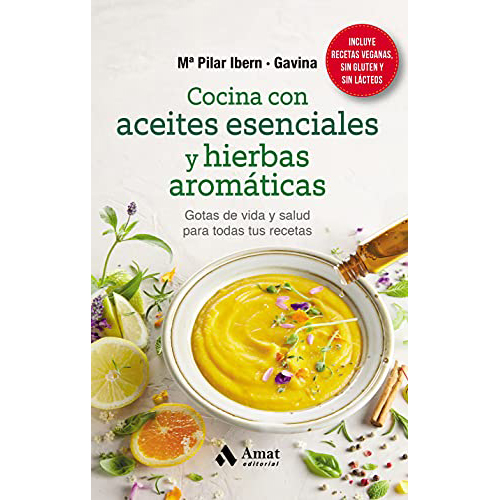 INCLUYE
RECETAS VEGANAS,
SIN GLUTEN Y
SIN LÁCTEOS
Mª Pilar Ibern · Gavina
Cocina con
aceites esenciales
y hierbas
aromáticas
Gotas de vida y salud
para todas tus recetas
Amat
editorial